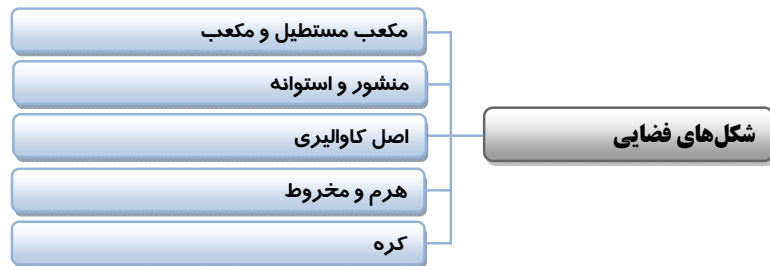 شکل‌های فضایی
مکعب مستطیل و مکعب
منشور و استوانه
اصل کاوالیری
هرم و مخروط
کره